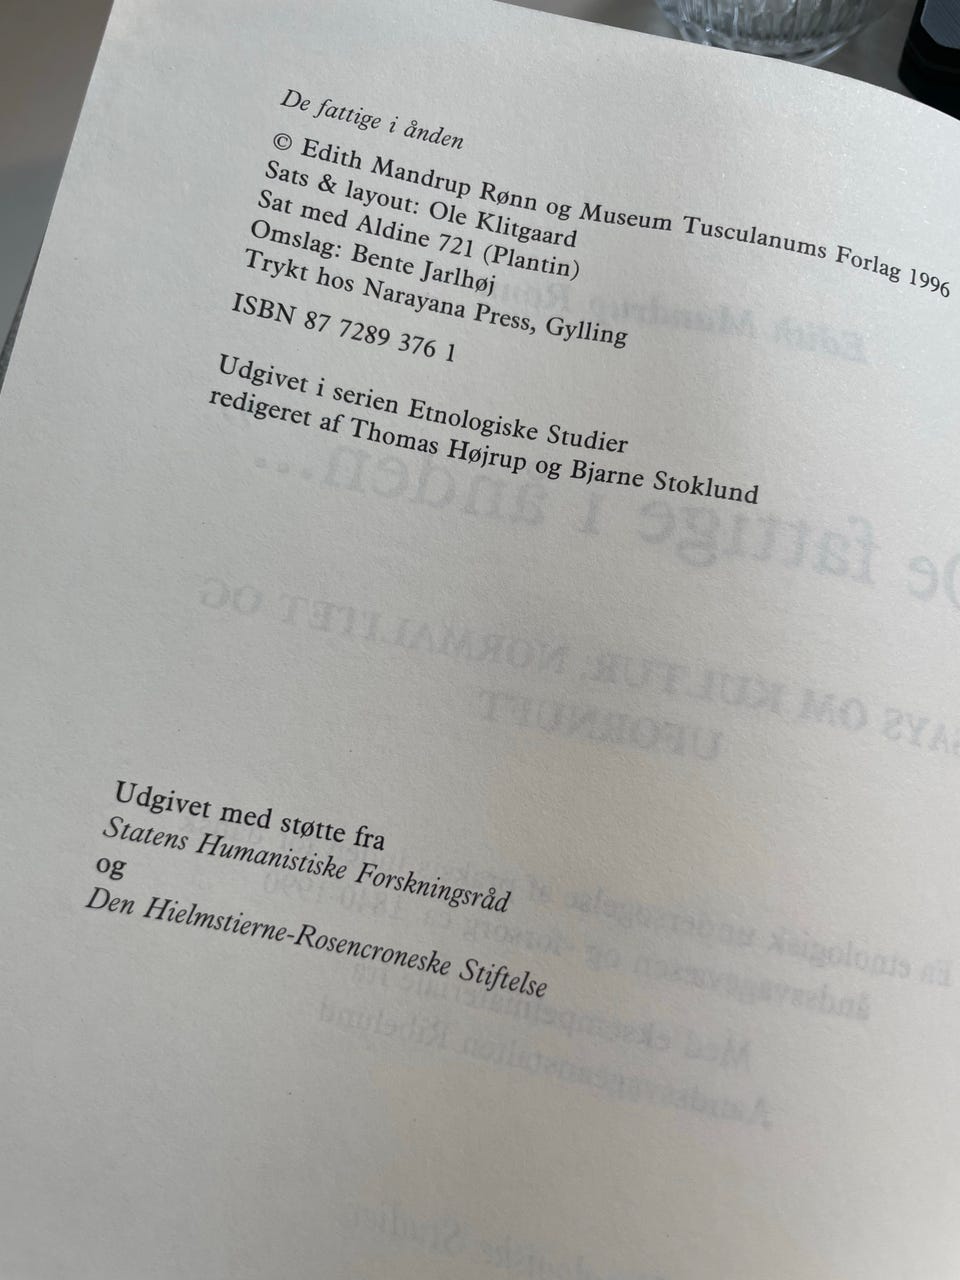 De fattige i ånden
© Edith Mandrup Rønn og Museum Tusculanums Forlag 1996
Sats & layout: Ole Klitgaard
Sat med Aldine 721 (Plantin)
Omslag: Bente Jarlhøj
Trykt hos Narayana Press, Gylling
ISBN 87 7289 376 1
Udgivet i serien Etnologiske Studier
redigeret af Thomas Højrup og Bjarne Stoklund
Udgivet med støtte fra
Statens Humanistiske Forskningsråd
og
Den Hielmstierne-Rosencroneske Stiftelse